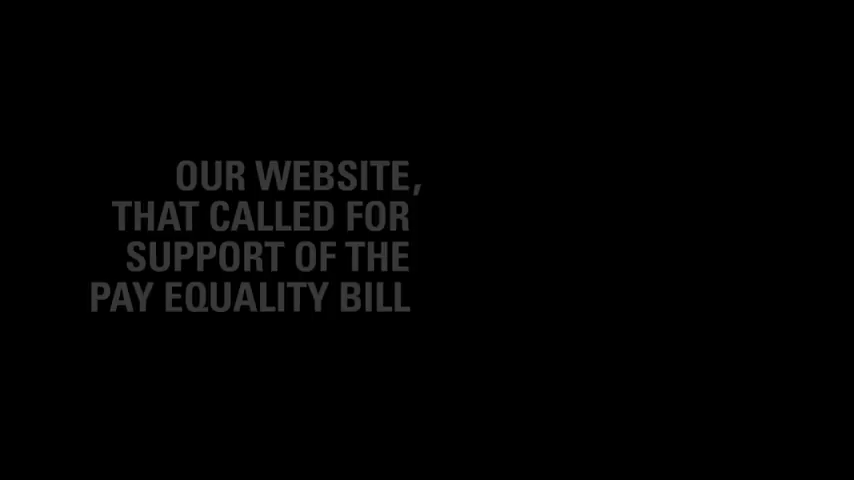 OUR WEBSITE,
THAT CALLED FOR
SUPPORT OF THE
PAY EQUALITY BILL